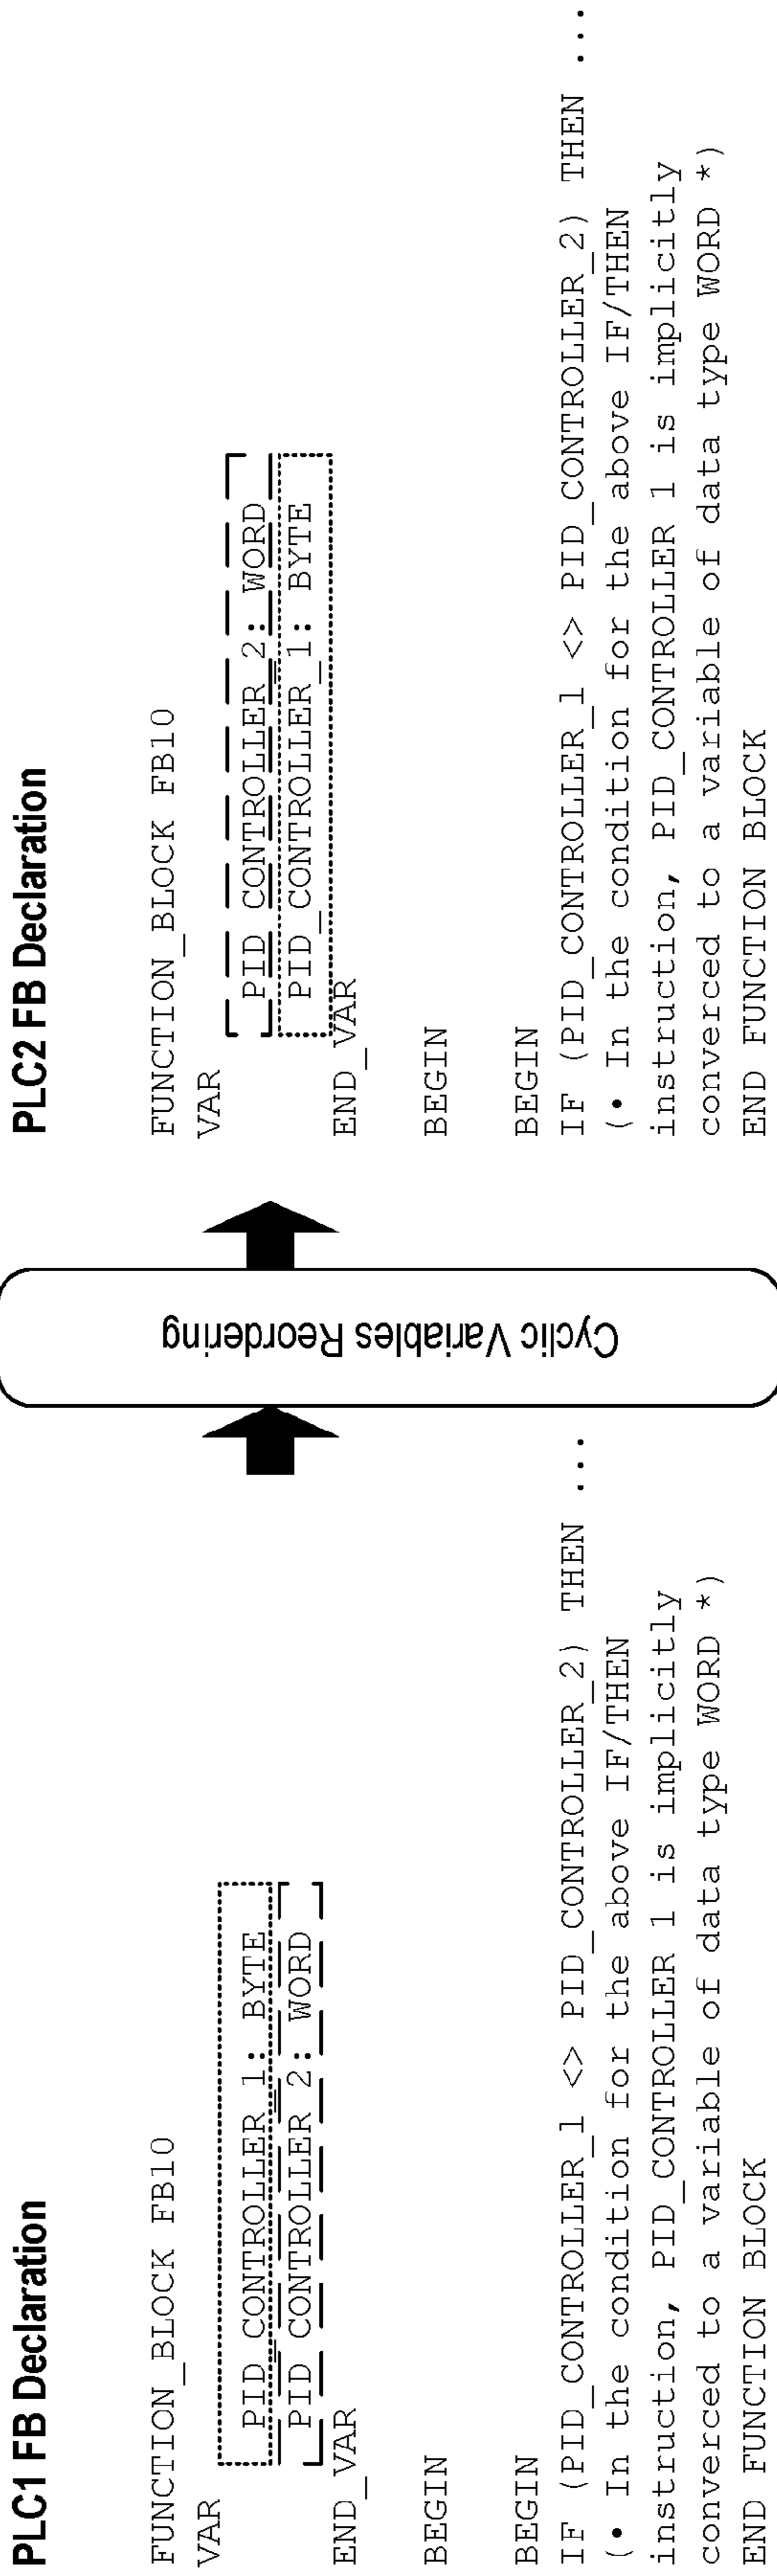 PLC1 FB Declaration
FUNCTION_BLOCK FB10
VAR
PID_CONTROLLER_1: BYTE
PID_CONTROLLER_2: WORD
END_VAR
BEGIN
BEGIN
IF (PID_CONTROLLER_1 <> PID_CONTROLLER_2) THEN ...
(• In the condition for the above IF/THEN
instruction, PID_CONTROLLER 1 is implicitly
converced to a variable of data type WORD *)
END FUNCTION BLOCK
Cyclic Variables Reordering
PLC2 FB Declaration
FUNCTION_BLOCK FB10
VAR
PID_CONTROLLER_2: WORD
PID_CONTROLLER_1: BYTE
END_VAR
BEGIN
BEGIN
IF (PID_CONTROLLER_1 <> PID_CONTROLLER_2) THEN ...
(• In the condition for the above IF/THEN
instruction, PID_CONTROLLER 1 is implicitly
converced to a variable of data type WORD *)
END FUNCTION BLOCK